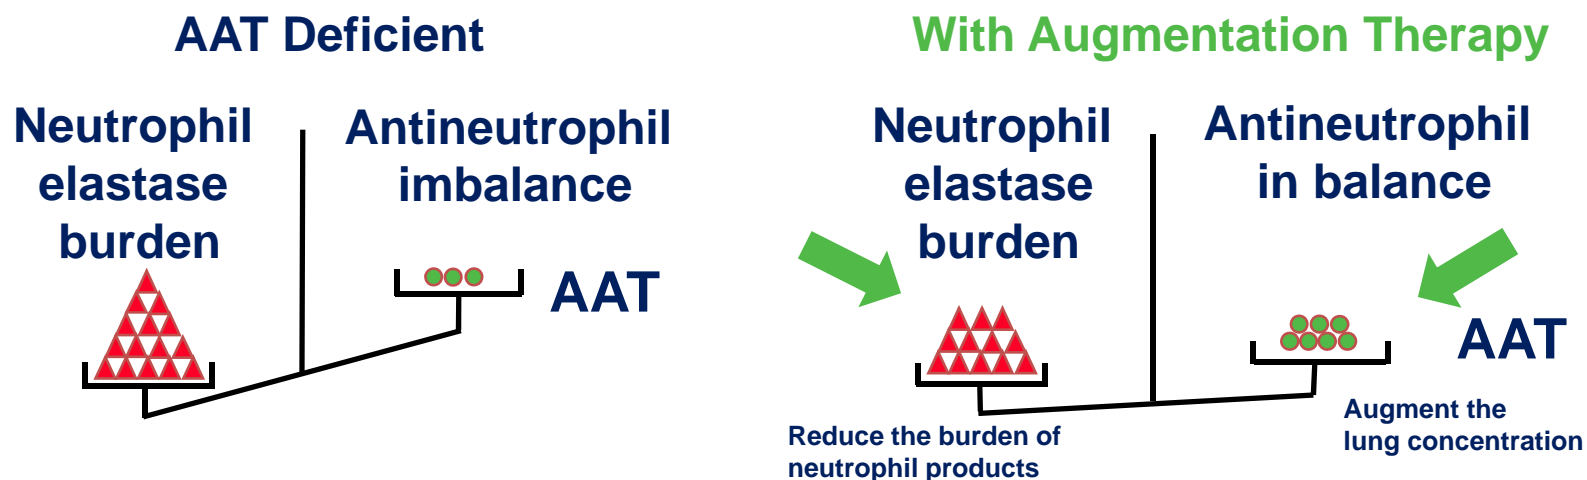 AAT Deficient
Neutrophil
elastase
burden
Antineutrophil
imbalance
AAT
With Augmentation Therapy
Neutrophil
elastase
burden
Antineutrophil
in balance
AAT
Reduce the burden of
neutrophil products
Augment the
lung concentration